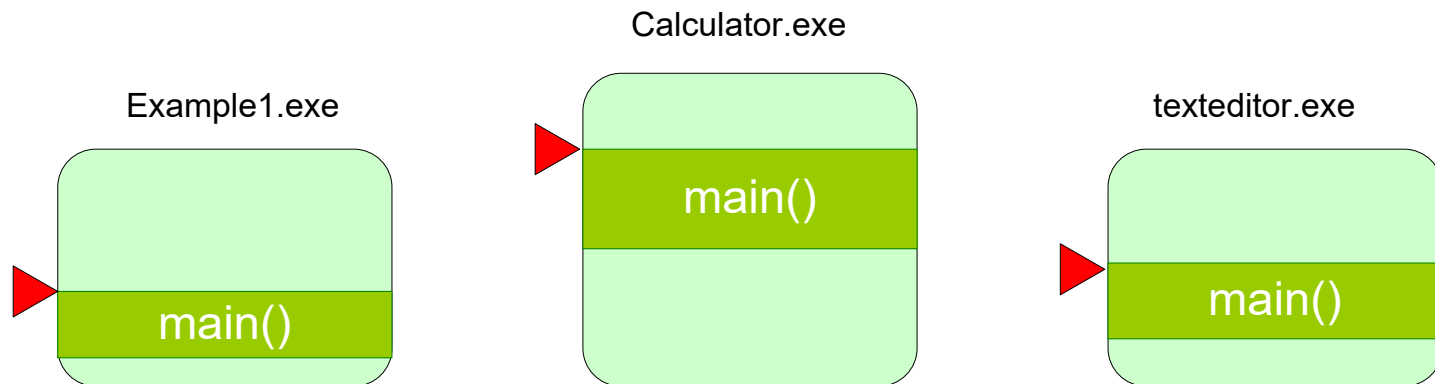 Calculator.exe
Example1.exe
texteditor.exe
main()
main()
main()